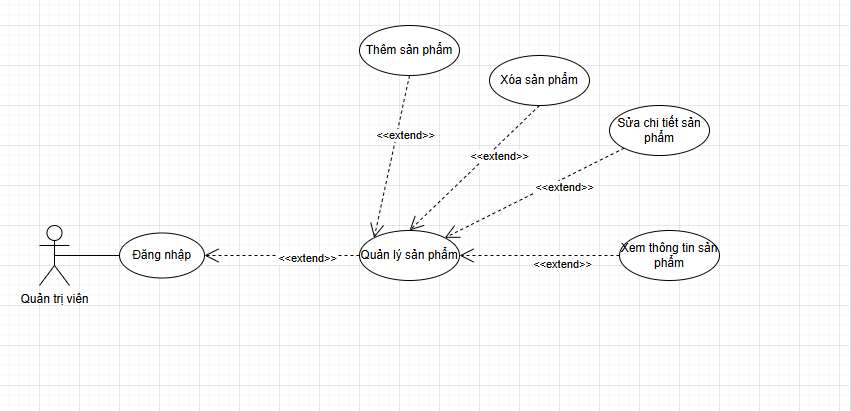 Thêm sản phẩm
Xóa sản phẩm
Sửa chi tiết sản
phẩm
<<extend>>
<<extend>>
<<extend>>
Đăng nhập
<<extend>>
Quản lý sản phẩm
<<extend>>
Xem thông tin sản
phẩm
Quản trị viên